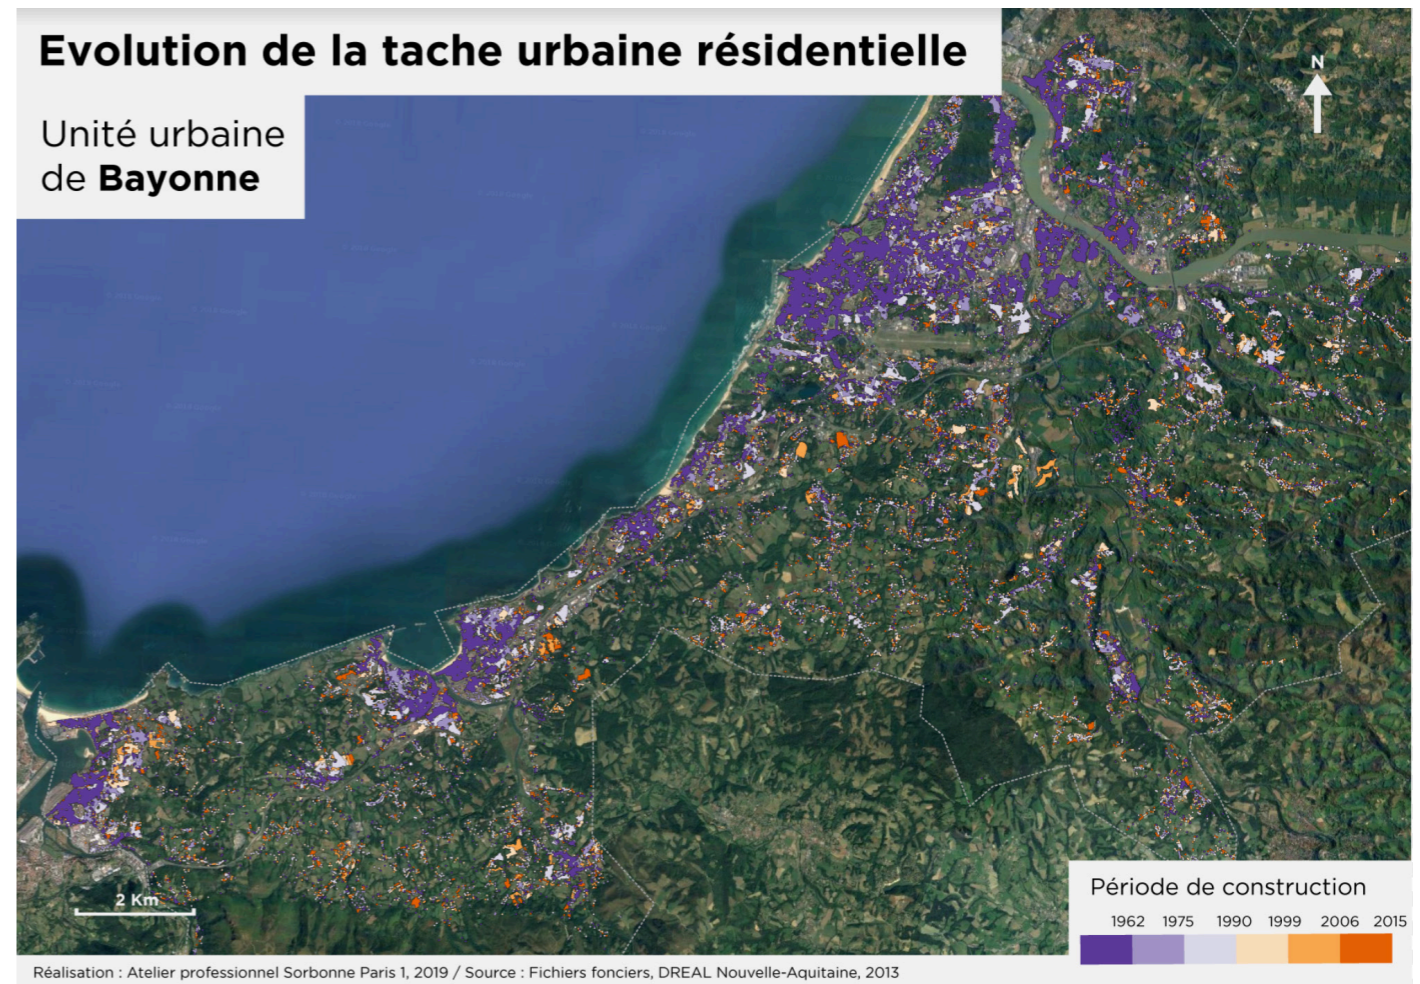 Evolution de la tache urbaine résidentielle
Unité urbaine
de Bayonne
N
2 Km
Période de construction
1962 1975 1990 1999 2006 2015
Réalisation : Atelier professionnel Sorbonne Paris 1, 2019 / Source : Fichiers fonciers, DREAL Nouvelle-Aquitaine, 2013